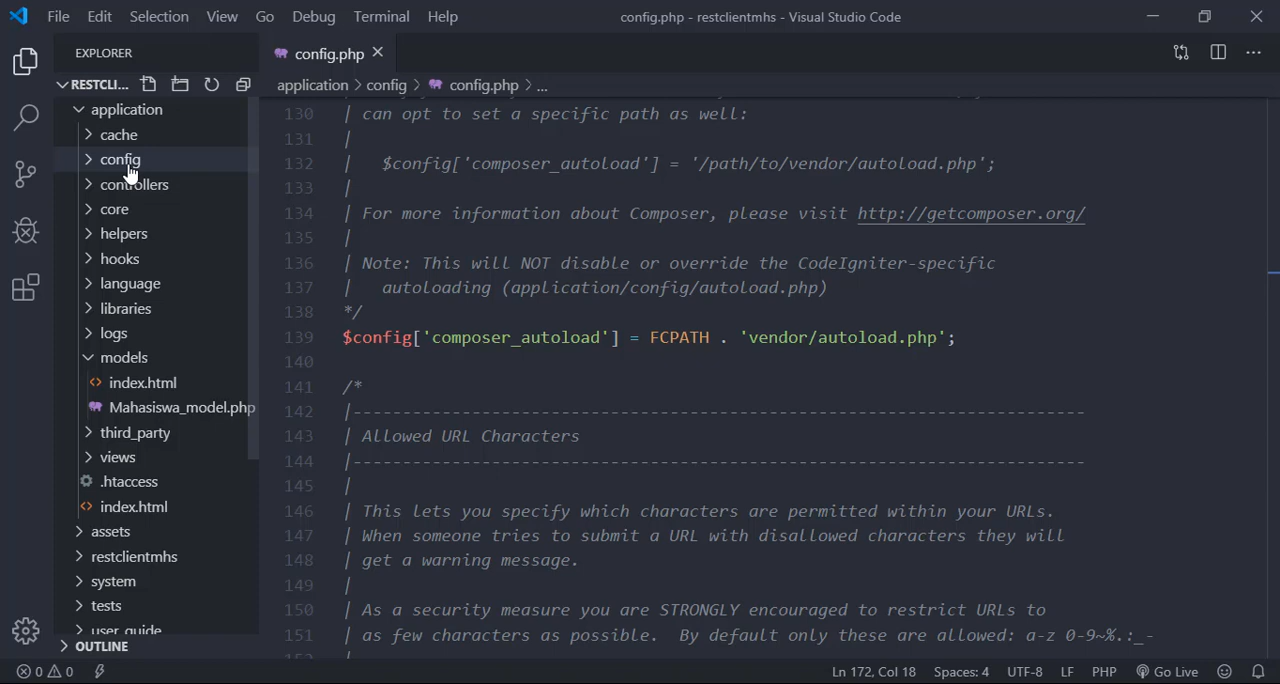 File Edit Selection View Go Debug Terminal Help
config.php - restclientmhs - Visual Studio Code
EXPLORER
config.php
RESTCLI...
application > config > config.php > ...
application
cache
config
controllers
core
helpers
hooks
language
libraries
logs
models
index.html
Mahasiswa_model.php
third_party
views
.htaccess
index.html
assets
restclientmhs
system
tests
user_guide
OUTLINE
130 | can opt to set a specific path as well:
131 |
132 | $config['composer_autoload'] = '/path/to/vendor/autoload.php';
133 |
134 | For more information about Composer, please visit http://getcomposer.org/
135 |
136 | Note: This will NOT disable or override the CodeIgniter-specific
137 | autoloading (application/config/autoload.php)
138 */
139 $config['composer_autoload'] = FCPATH . 'vendor/autoload.php';
140
141 /*
142 |--------------------------------------------------------------------------
143 | Allowed URL Characters
144 |--------------------------------------------------------------------------
145 |
146 | This lets you specify which characters are permitted within your URLs.
147 | When someone tries to submit a URL with disallowed characters they will
148 | get a warning message.
149 |
150 | As a security measure you are STRONGLY encouraged to restrict URLs to
151 | as few characters as possible. By default only these are allowed: a-z 0-9~%.:_-
0 0
Ln 172, Col 18 Spaces: 4 UTF-8 LF PHP Go Live